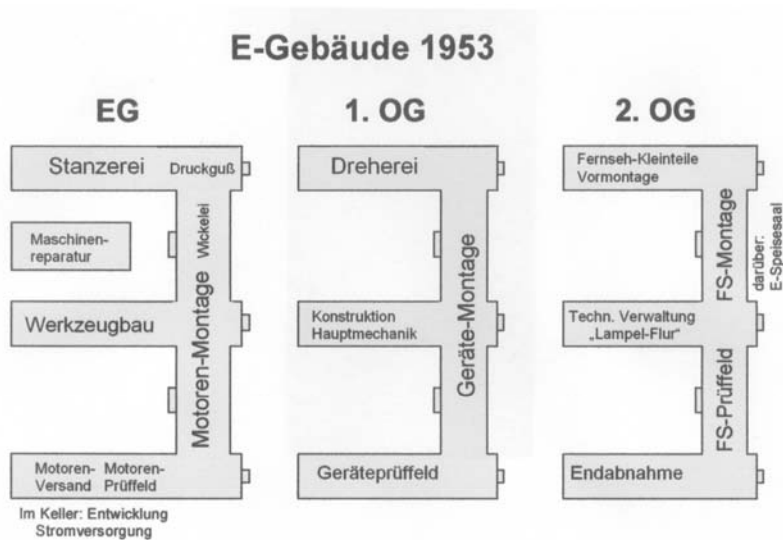 E-Gebäude 1953
EG
Stanzerei
Druckguß
Maschinen-
reparatur
Wickelei
Werkzeugbau
Motoren-Montage
Motoren-
Versand
Motoren-
Prüffeld
Im Keller: Entwicklung
Stromversorgung
1. OG
Dreherei
Konstruktion
Hauptmechanik
Geräte-Montage
Geräteprüffeld
2. OG
Fernseh-Kleinteile
Vormontage
FS-Montage
darüber:
E-Speisesaal
Techn. Verwaltung
„Lampel-Flur“
FS-Prüffeld
Endabnahme